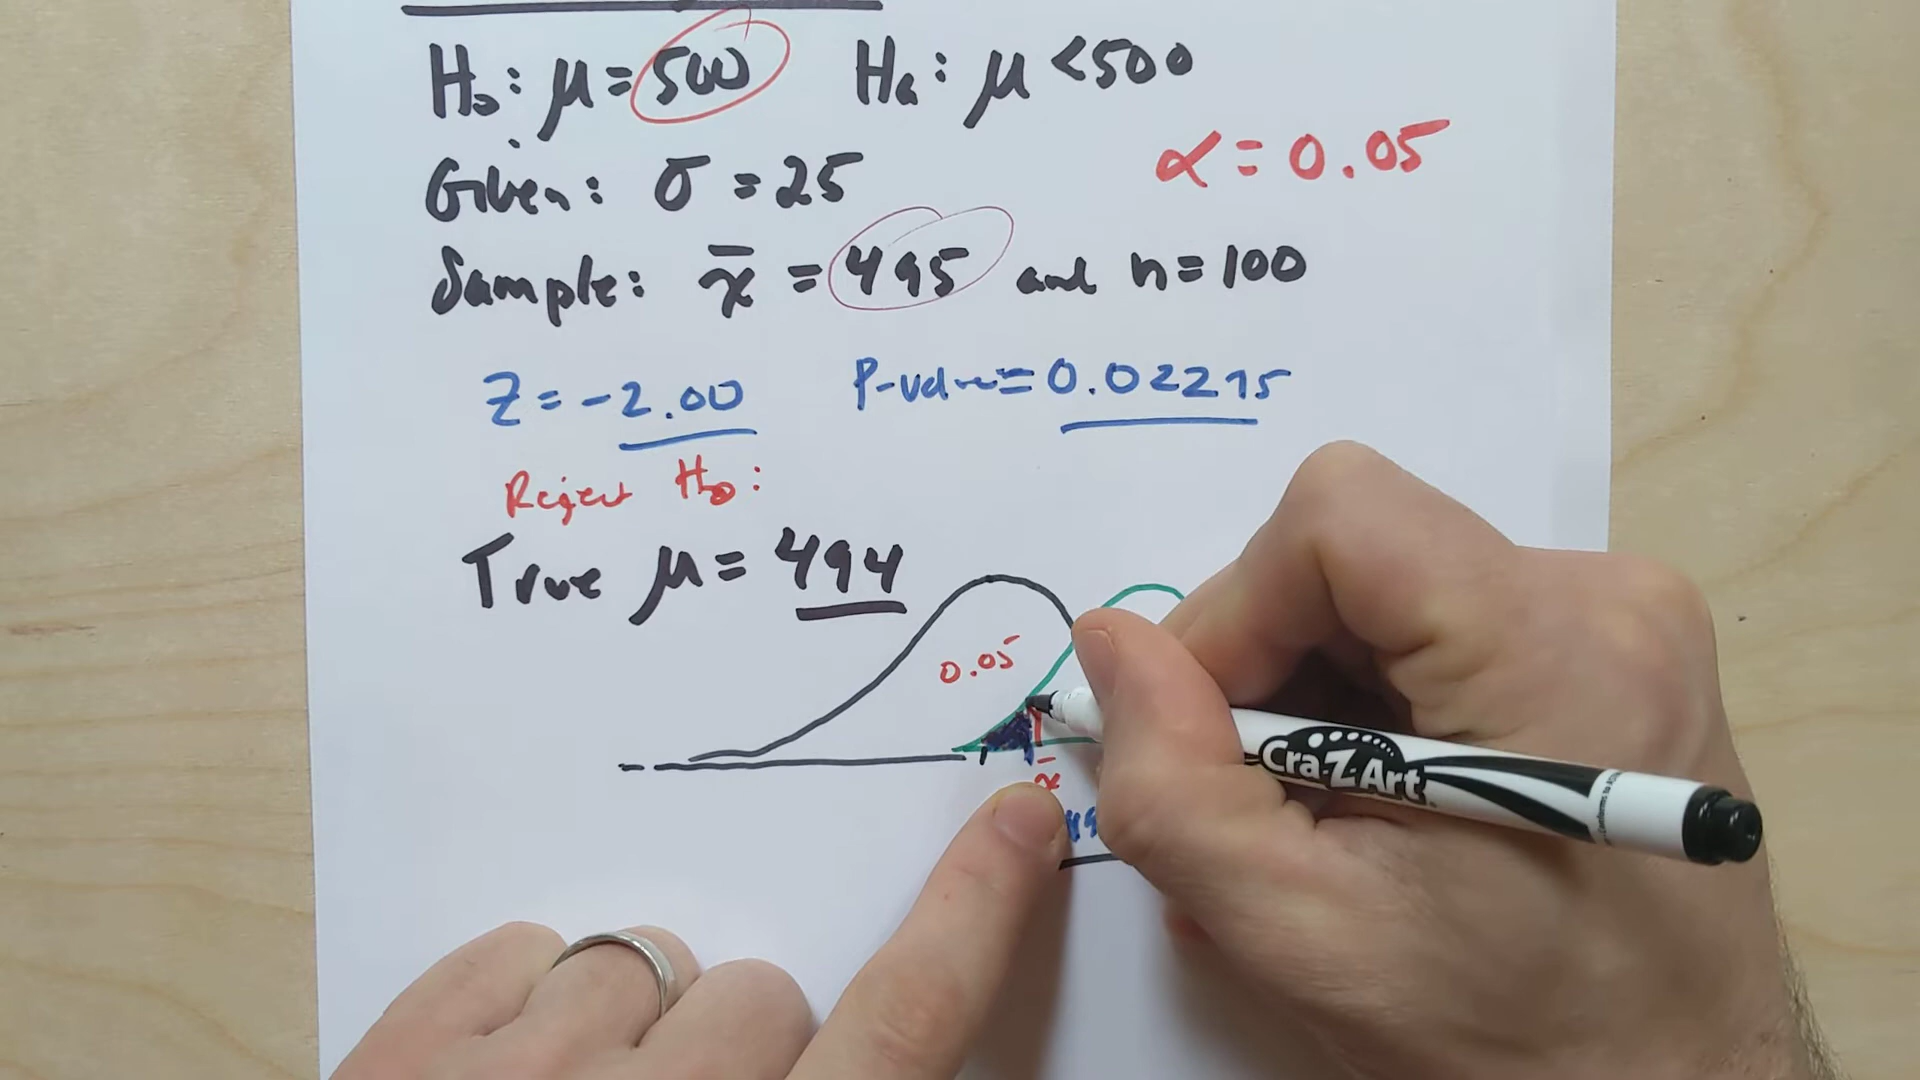 H₀: μ = 500 Hₐ: μ < 500
α = 0.05
Given: σ = 25
Sample: x̄ = 495 and n = 100
Z = -2.00 P-value = 0.02275
Reject H₀:
True μ = 494
0.05
x̄
Cra-Z-Art